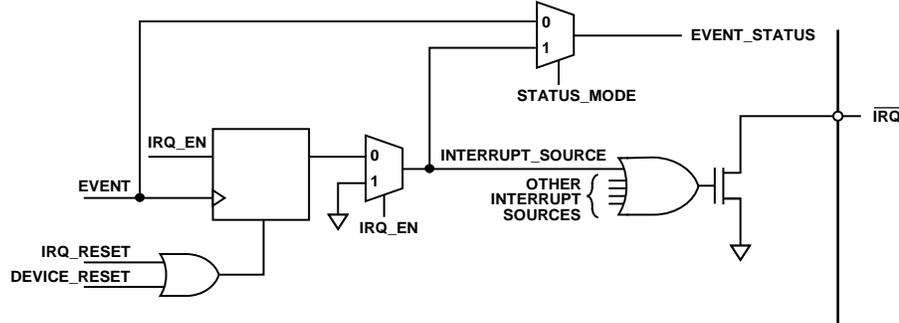 0
1
EVENT_STATUS
STATUS_MODE
IRQ
IRQ_EN
0
1
INTERRUPT_SOURCE
EVENT
OTHER
INTERRUPT
SOURCES
IRQ_EN
IRQ_RESET
DEVICE_RESET